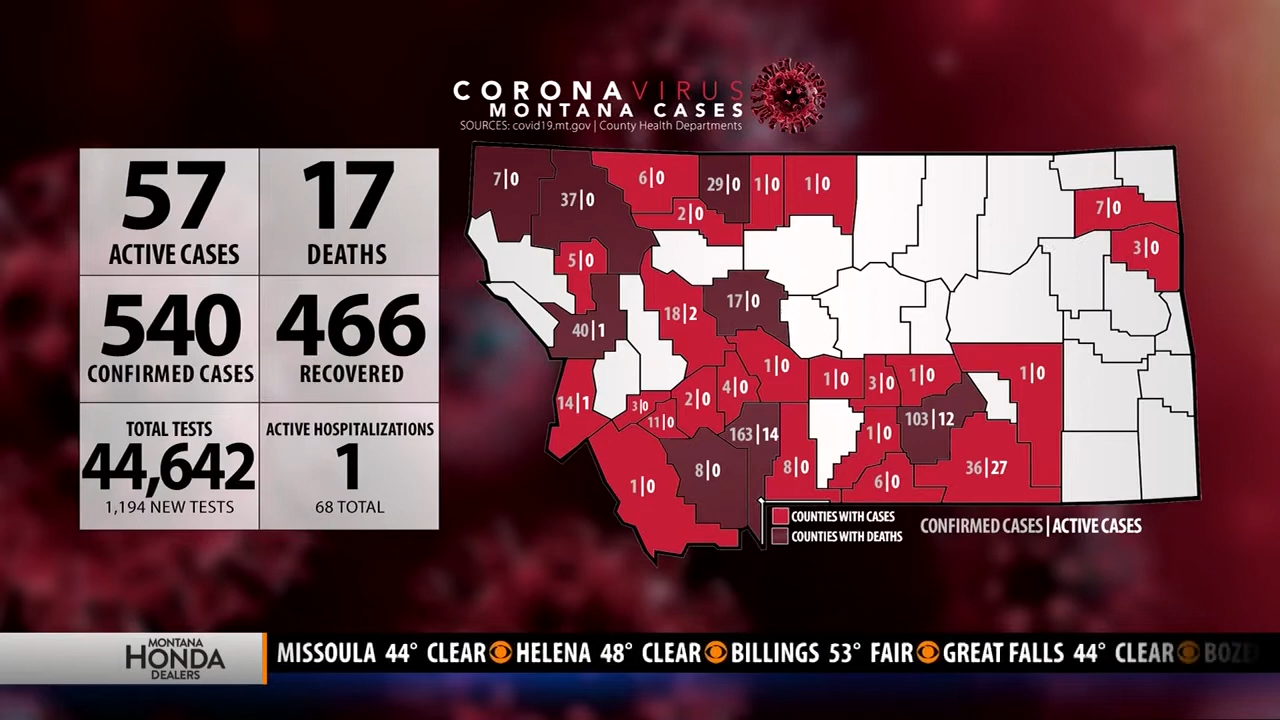 CORONAVIRUS
MONTANA CASES
SOURCES: covid19.mt.gov | County Health Departments
57
ACTIVE CASES
17
DEATHS
540
CONFIRMED CASES
466
RECOVERED
TOTAL TESTS
44,642
1,194 NEW TESTS
ACTIVE HOSPITALIZATIONS
1
68 TOTAL
7|0
37|0
6|0
29|0
1|0
1|0
2|0
7|0
3|0
5|0
18|2
17|0
40|1
1|0
1|0
3|0
1|0
1|0
14|1
3|0
11|0
2|0
4|0
163|14
1|0
103|12
8|0
8|0
6|0
36|27
1|0
COUNTIES WITH CASES
COUNTIES WITH DEATHS
CONFIRMED CASES | ACTIVE CASES
MONTANA
HONDA
DEALERS
MISSOULA 44° CLEAR HELENA 48° CLEAR BILLINGS 53° FAIR GREAT FALLS 44° CLEAR BOZE